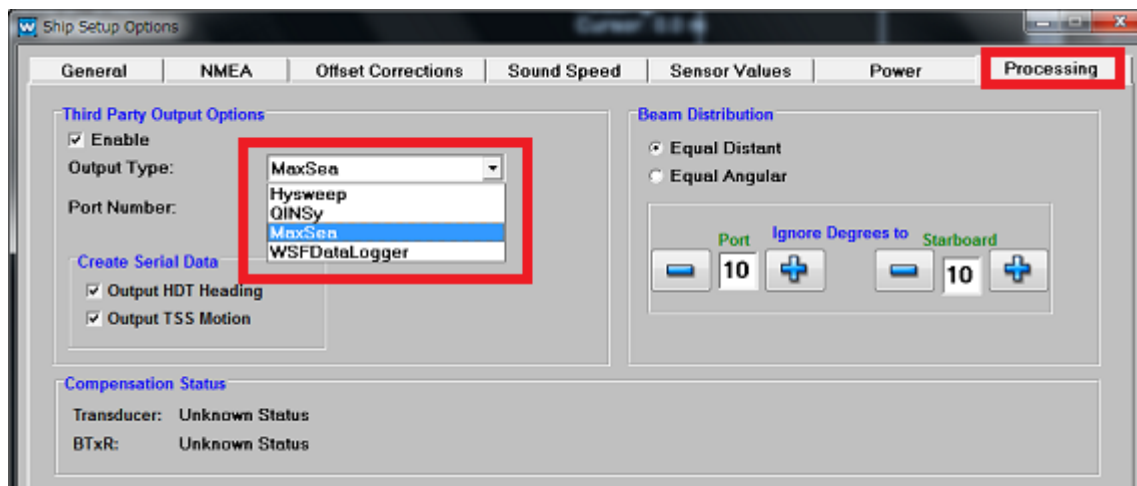 Ship Setup Options
Cursor: 0.0
General NMEA Offset Corrections Sound Speed Sensor Values Power Processing
Third Party Output Options
Enable
Output Type: MaxSea
Hysweep
QINSy
MaxSea
WSFDataLogger
Port Number:
Create Serial Data
Output HDT Heading
Output TSS Motion
Beam Distribution
Equal Distant
Equal Angular
Ignore Degrees to
Port Starboard
10 10
Compensation Status
Transducer: Unknown Status
BTxR: Unknown Status